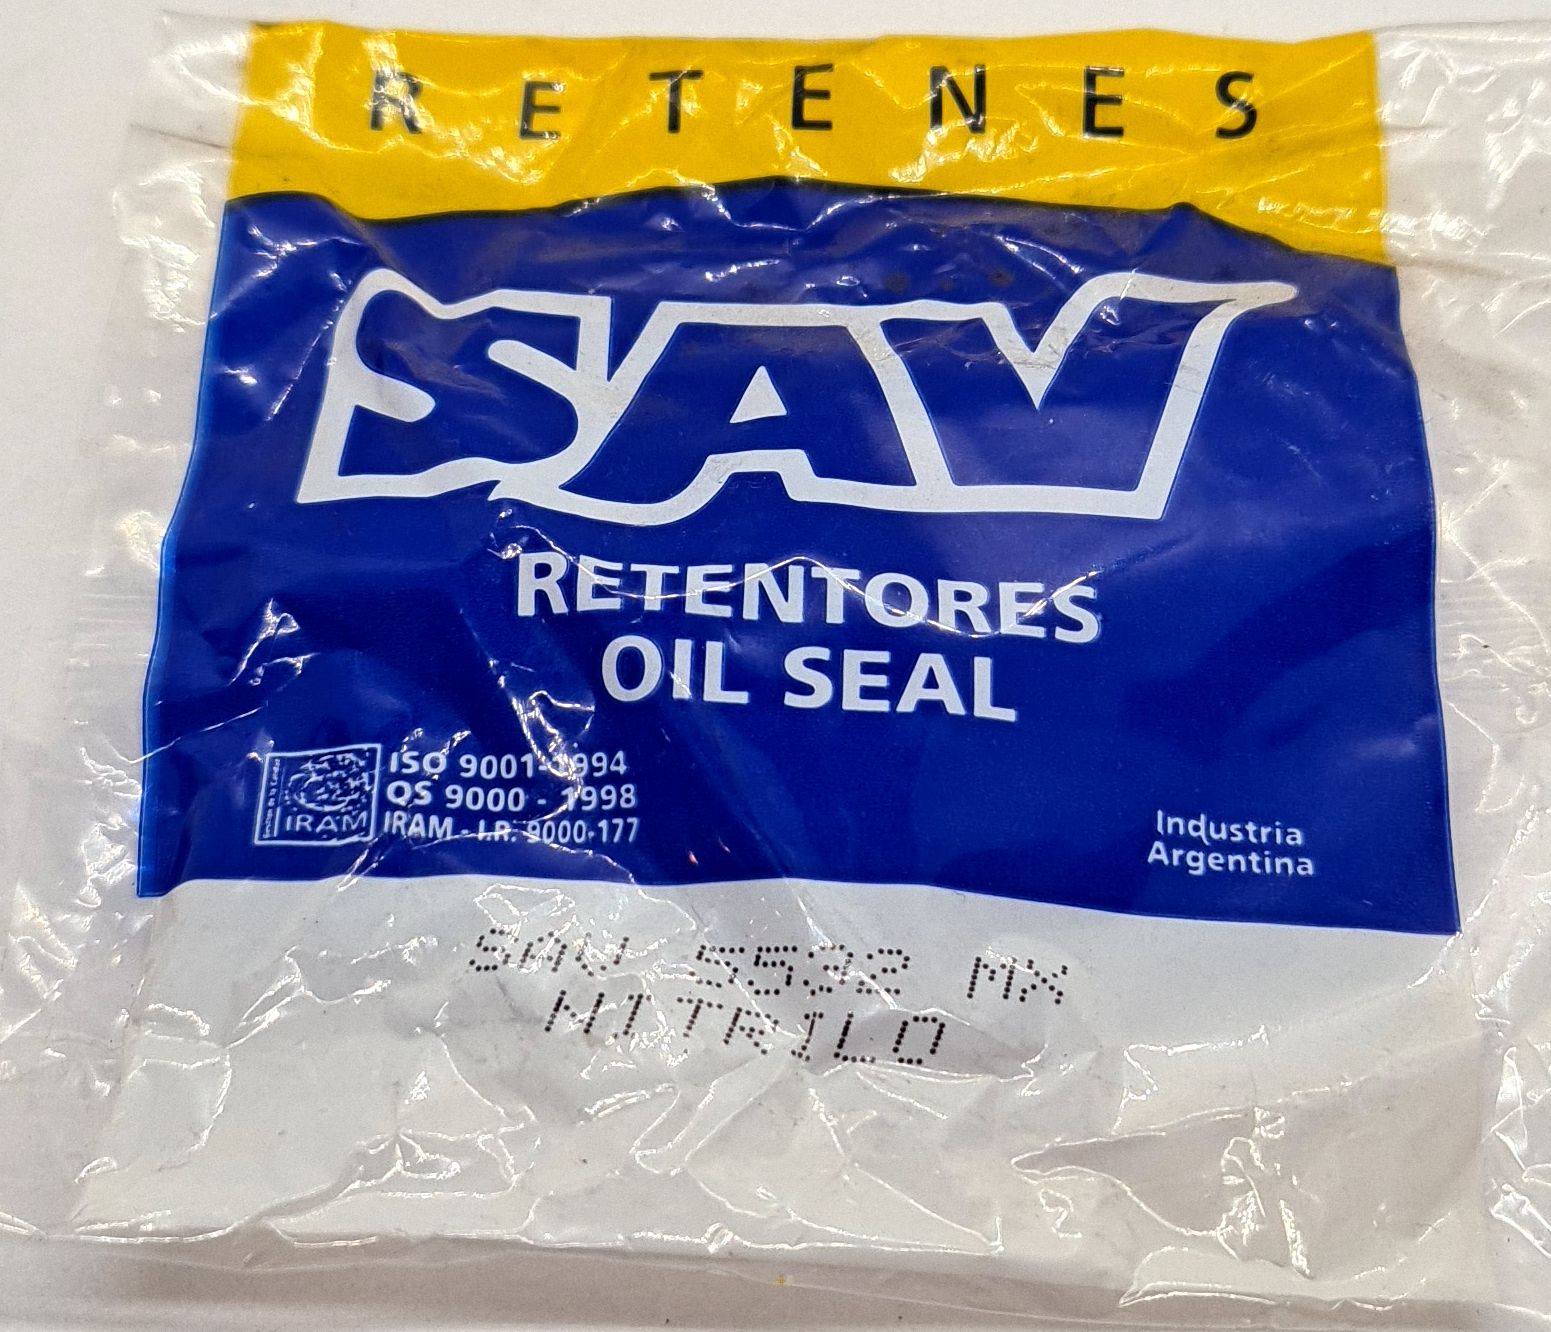 RETENES
SAV
RETENTORES
OIL SEAL
ISO 9001-1994
QS 9000 - 1998
IRAM - I.R. 9000-177
IRAM
Industria
Argentina
SAV 5532 MX
NITRILO